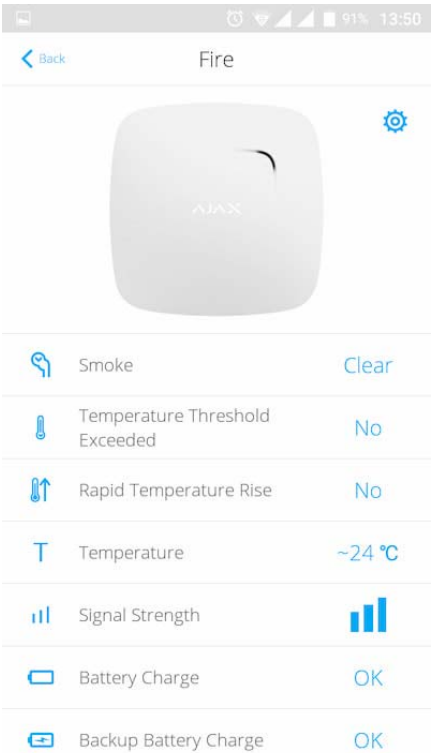 91% 13:50
Back
Fire
AJAX
Smoke
Clear
Temperature Threshold
Exceeded
No
Rapid Temperature Rise
No
T
Temperature
~24 °C
Signal Strength
Battery Charge
OK
Backup Battery Charge
OK